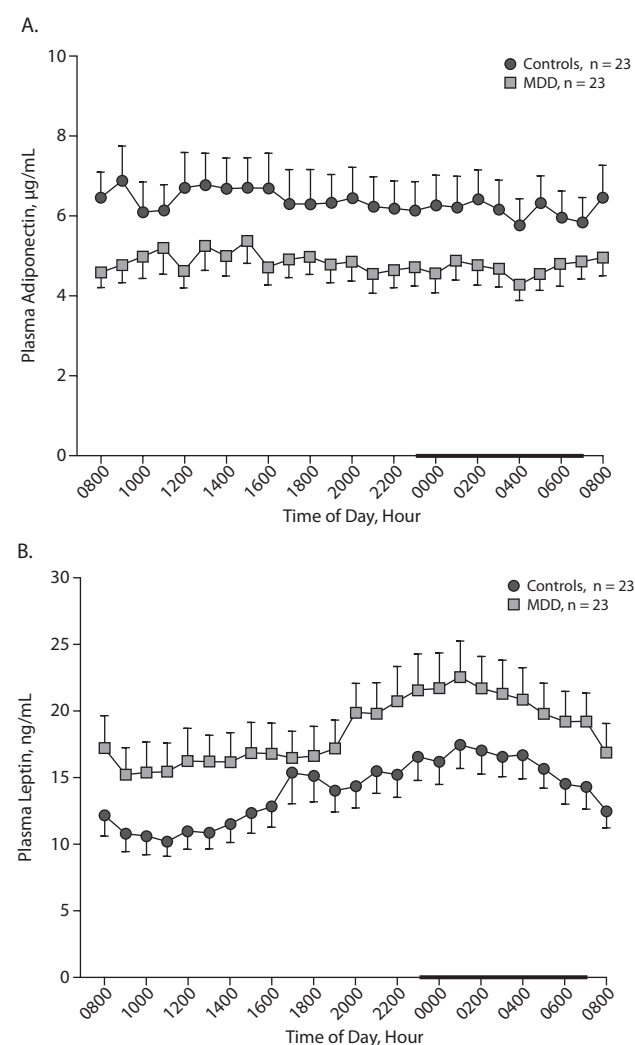 A.
10
8
6
4
2
0
Plasma Adiponectin, µg/mL
Controls, n = 23
MDD, n = 23
0800 1000 1200 1400 1600 1800 2000 2200 0000 0200 0400 0600 0800
Time of Day, Hour
B.
30
25
20
15
10
5
0
Plasma Leptin, ng/mL
Controls, n = 23
MDD, n = 23
0800 1000 1200 1400 1600 1800 2000 2200 0000 0200 0400 0600 0800
Time of Day, Hour